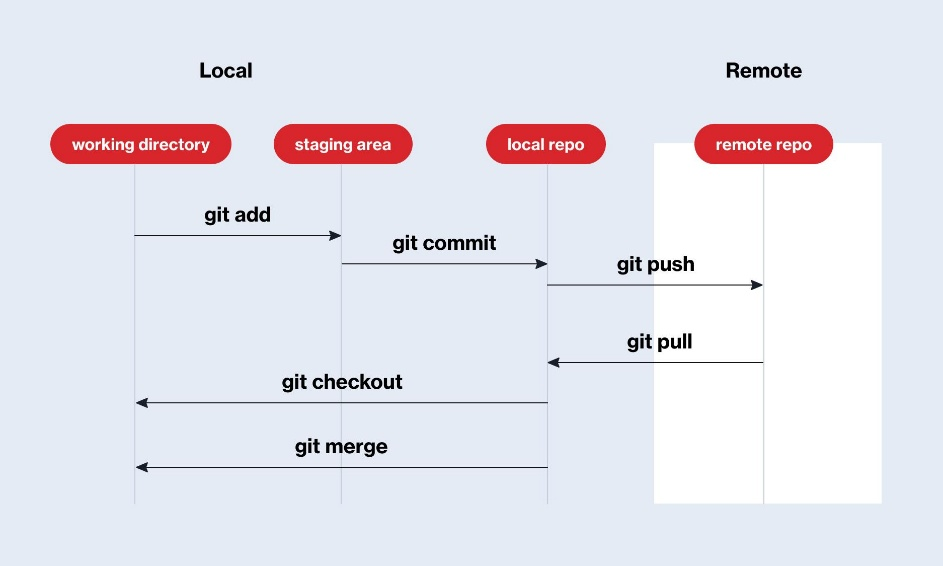 Local
Remote
working directory
staging area
local repo
remote repo
git add
git commit
git push
git pull
git checkout
git merge